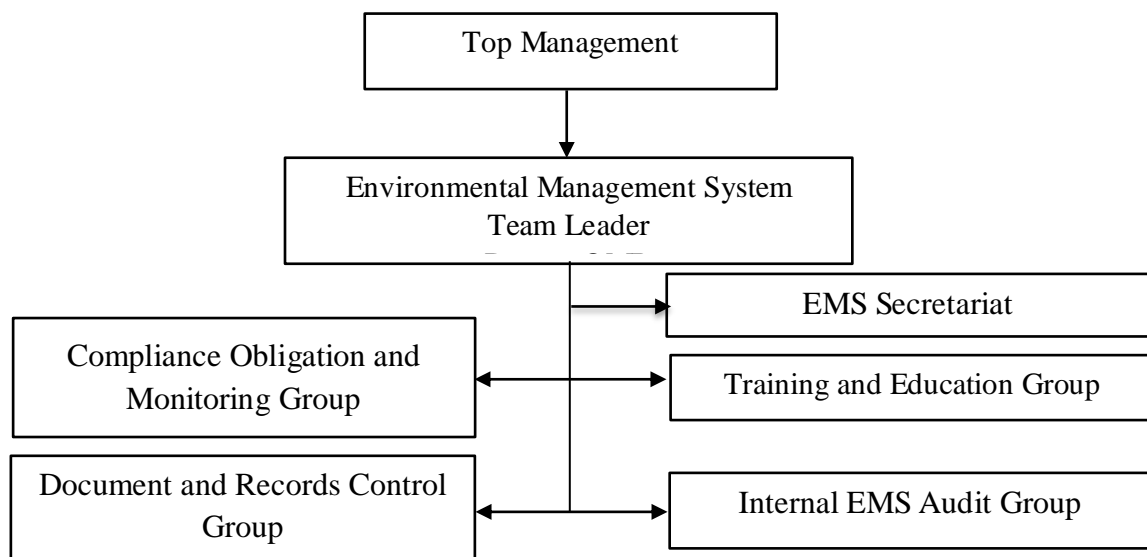 Top Management
Environmental Management System
Team Leader
EMS Secretariat
Compliance Obligation and
Monitoring Group
Training and Education Group
Document and Records Control
Group
Internal EMS Audit Group